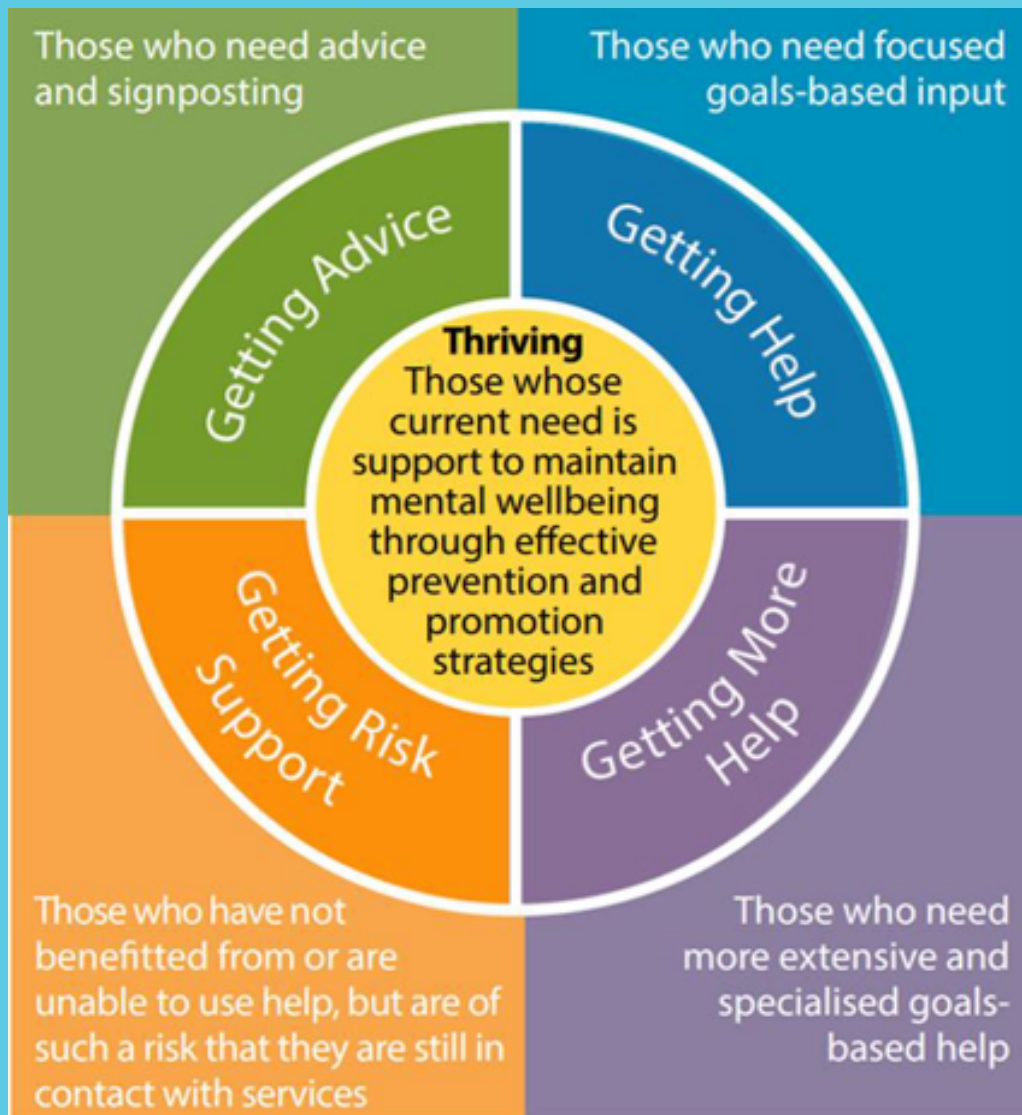 Those who need advice
and signposting
Those who need focused
goals-based input
Getting Advice
Getting Help
Thriving
Those whose
current need is
support to maintain
mental wellbeing
through effective
prevention and
promotion
strategies
Getting Risk
Support
Getting More
Help
Those who have not
benefitted from or are
unable to use help, but are of
such a risk that they are still in
contact with services
Those who need
more extensive and
specialised goals-
based help